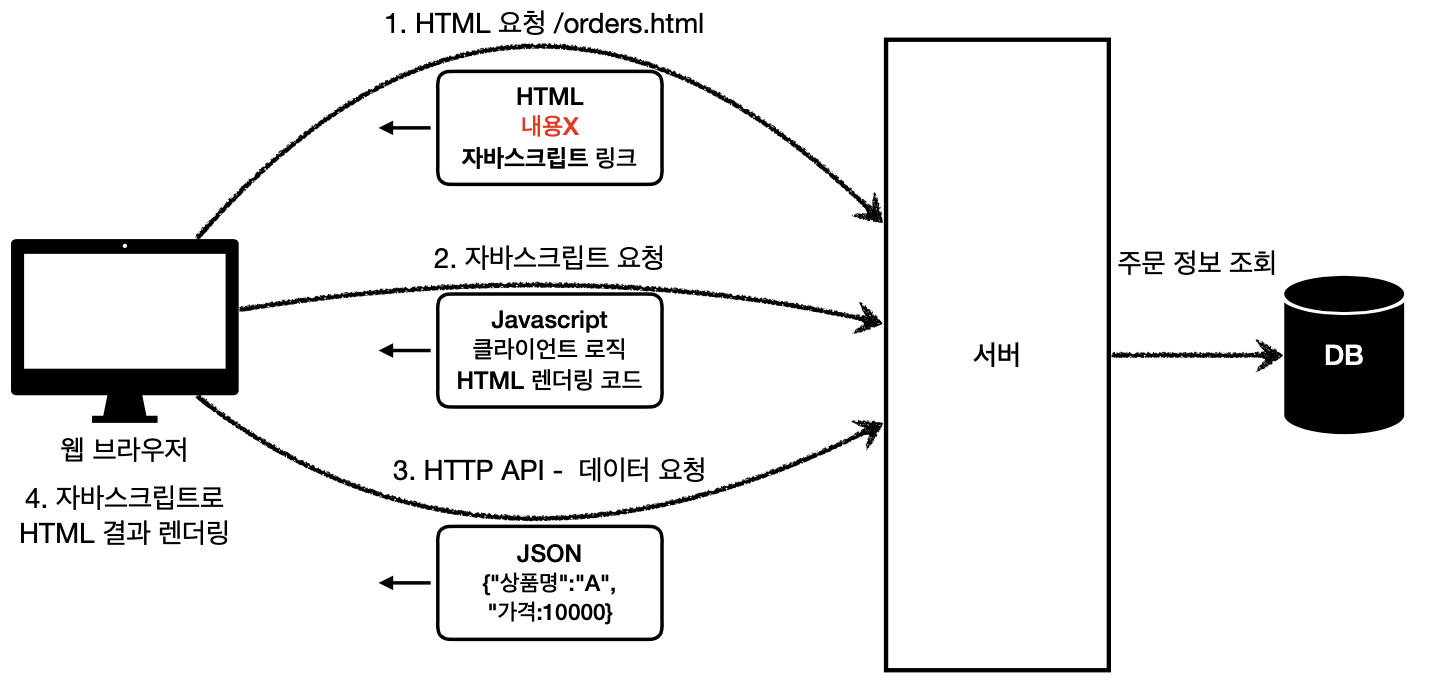 1. HTML 요청 /orders.html
HTML
내용X
자바스크립트 링크
2. 자바스크립트 요청
Javascript
클라이언트 로직
HTML 렌더링 코드
주문 정보 조회
서버
DB
웹 브라우저
4. 자바스크립트로
HTML 결과 렌더링
3. HTTP API - 데이터 요청
JSON
{"상품명":"A",
"가격:10000}